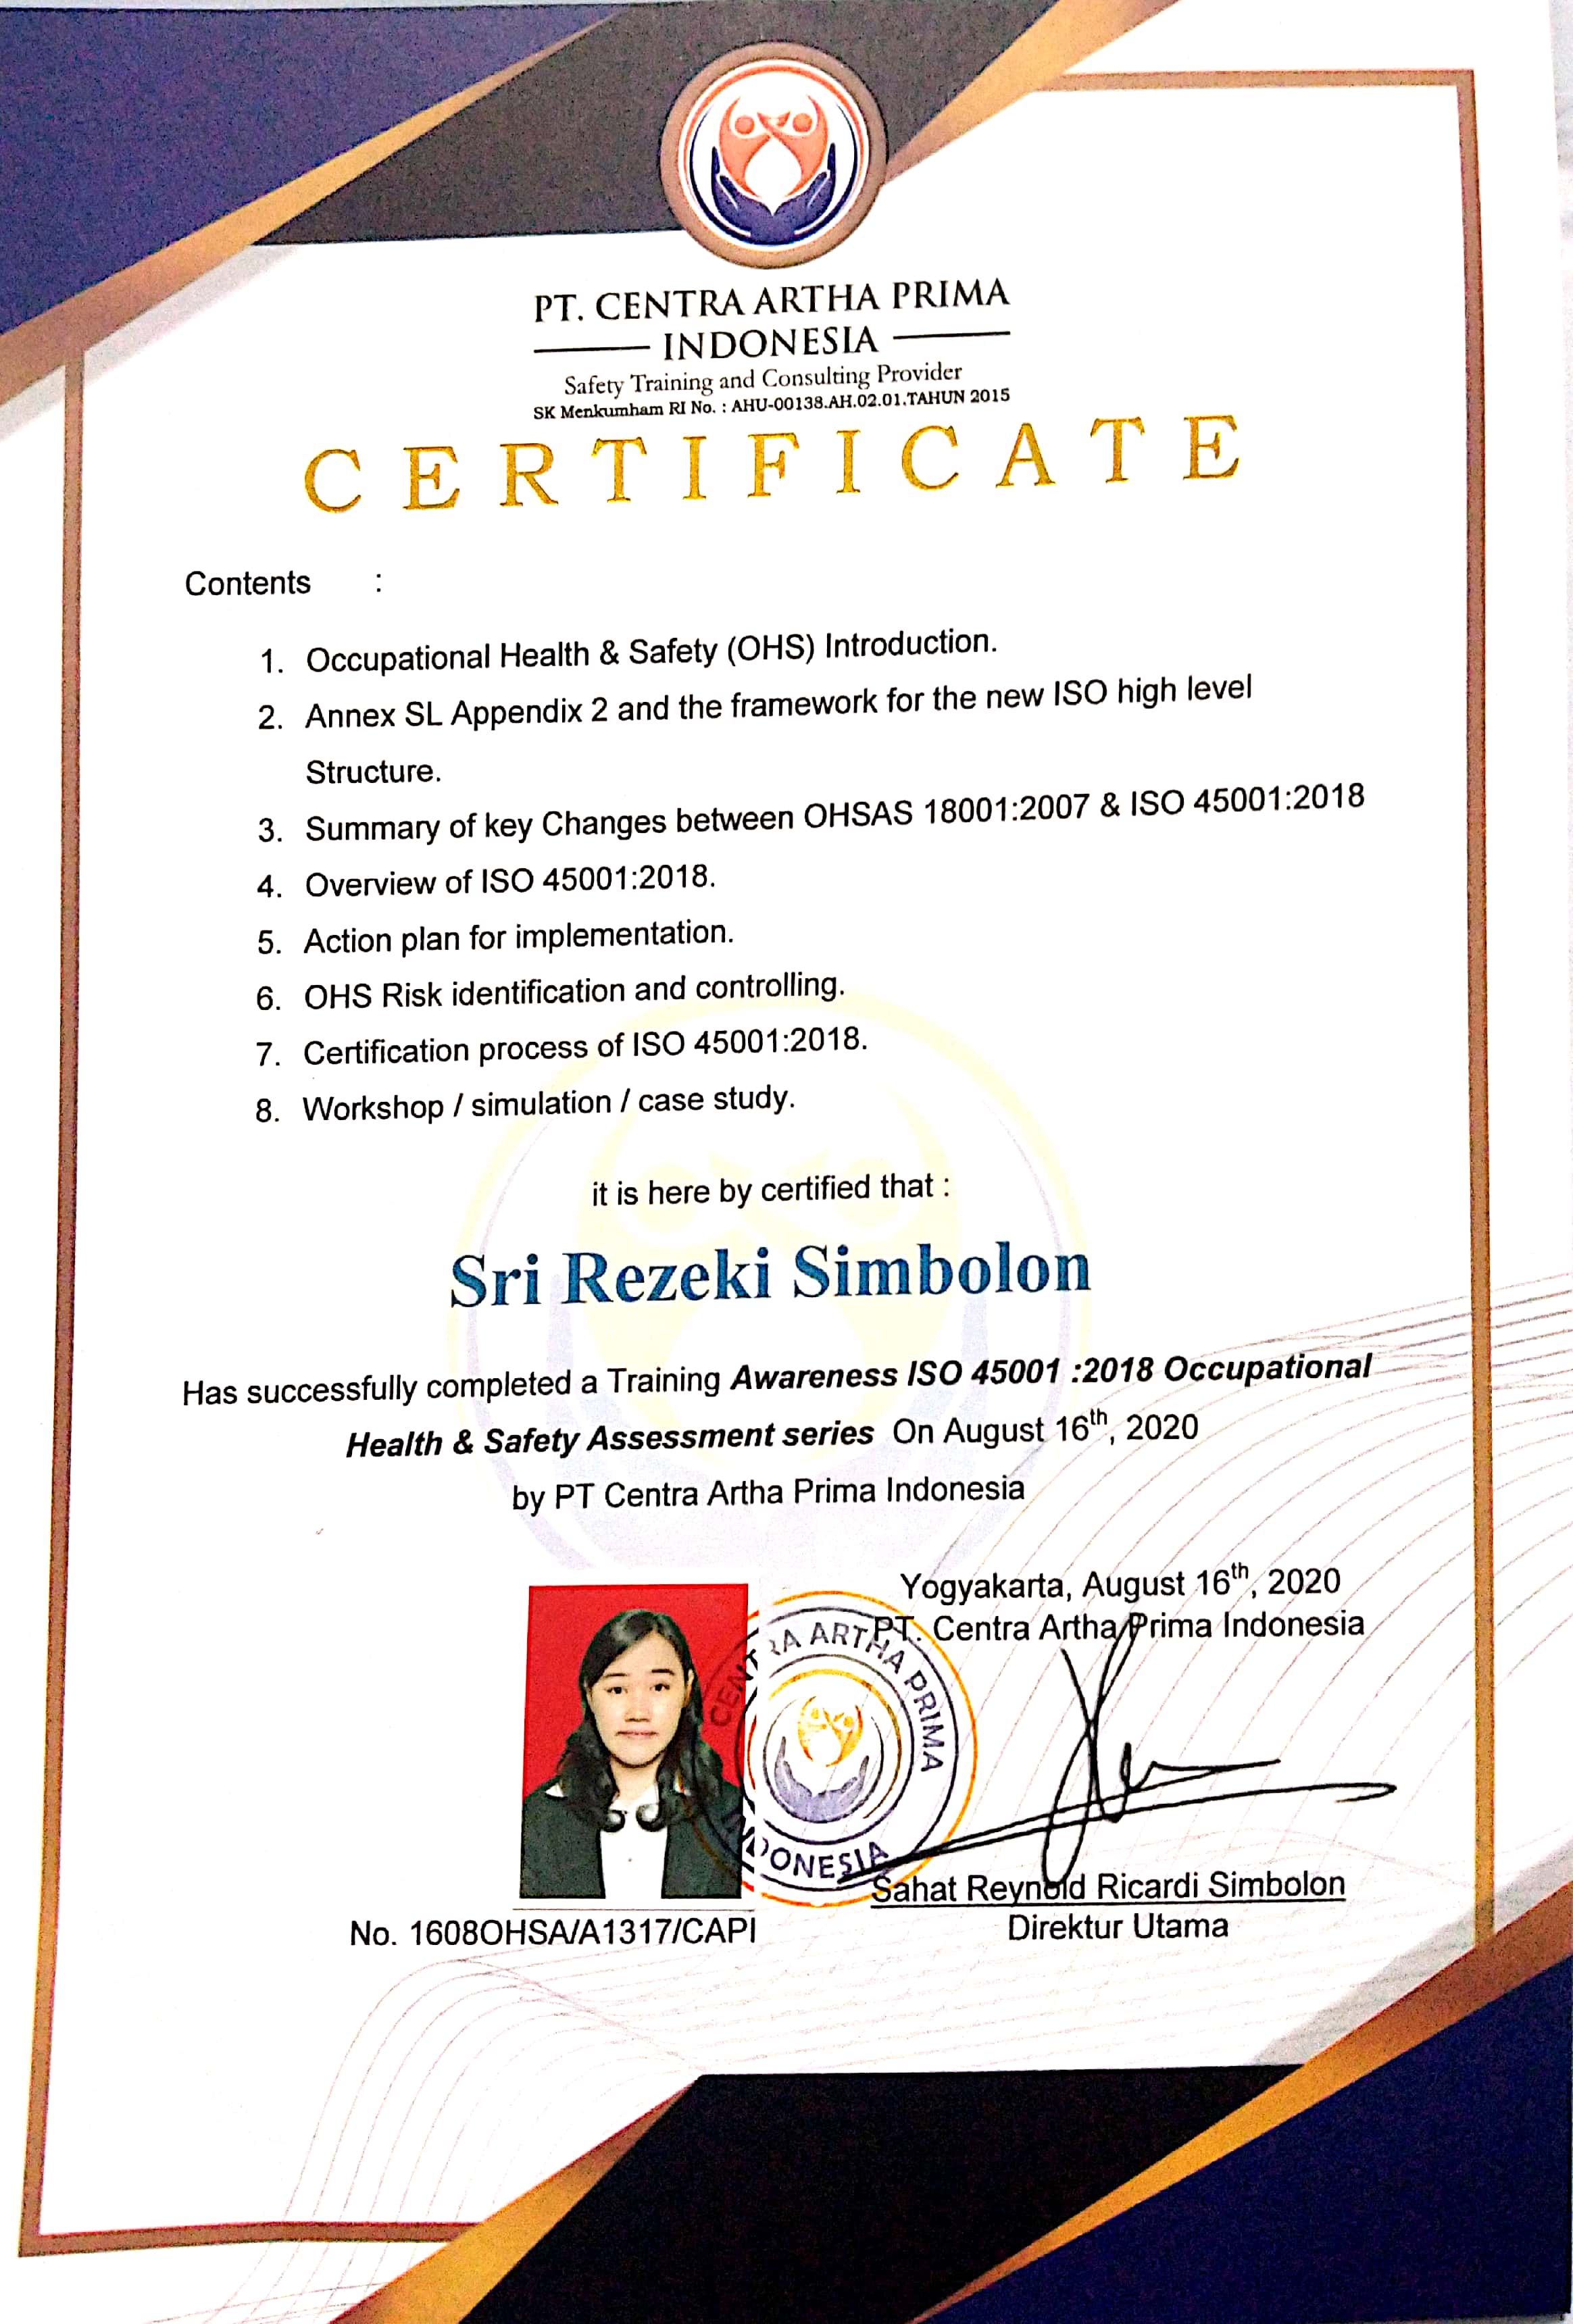 PT. CENTRA ARTHA PRIMA
INDONESIA
Safety Training and Consulting Provider
SK Menkumham RI No. : AHU-00138.AH.02.01.TAHUN 2015
CERTIFICATE
Contents :
1. Occupational Health & Safety (OHS) Introduction.
2. Annex SL Appendix 2 and the framework for the new ISO high level
Structure.
3. Summary of key Changes between OHSAS 18001:2007 & ISO 45001:2018
4. Overview of ISO 45001:2018.
5. Action plan for implementation.
6. OHS Risk identification and controlling.
7. Certification process of ISO 45001:2018.
8. Workshop / simulation / case study.
it is here by certified that :
Sri Rezeki Simbolon
Has successfully completed a Training Awareness ISO 45001 :2018 Occupational
Health & Safety Assessment series On August 16th, 2020
by PT Centra Artha Prima Indonesia
Yogyakarta, August 16th, 2020
PT. Centra Artha Prima Indonesia
CENTRA ARTHA PRIMA
INDONESIA
Sahat Reynold Ricardi Simbolon
Direktur Utama
No. 1608OHSA/A1317/CAPI